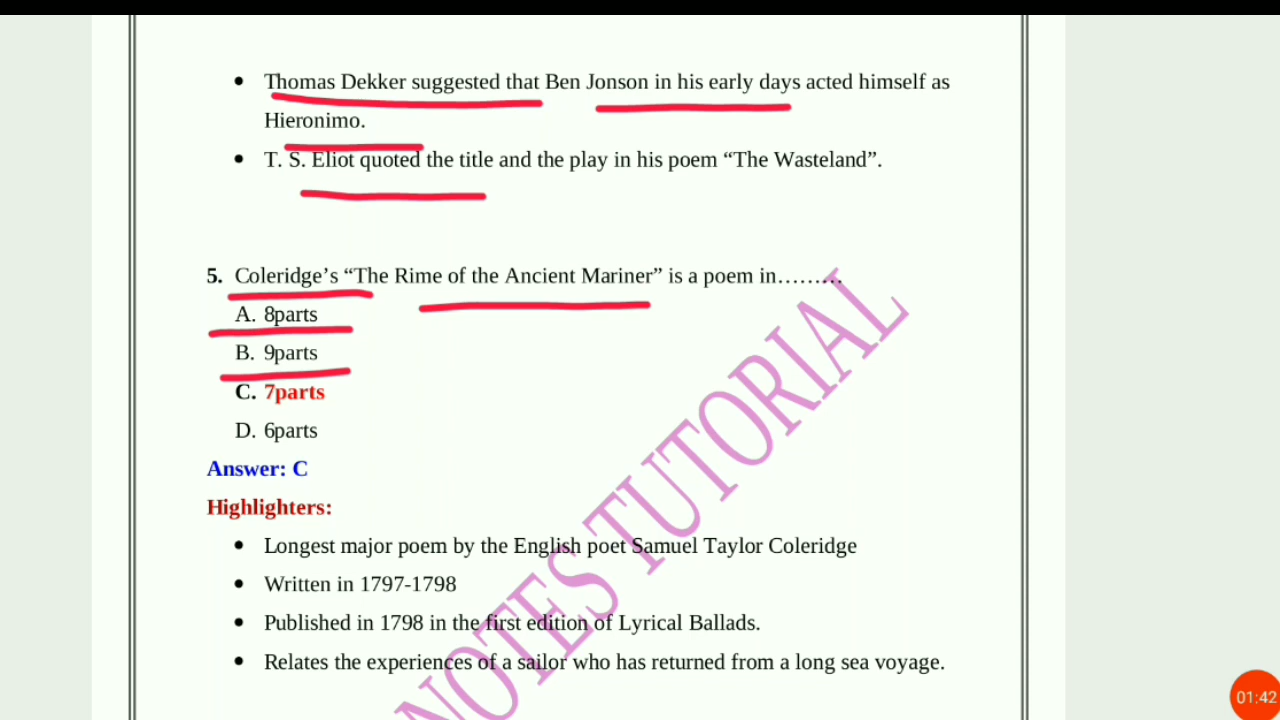 Thomas Dekker suggested that Ben Jonson in his early days acted himself as
Hieronimo.
T. S. Eliot quoted the title and the play in his poem “The Wasteland”.
5. Coleridge’s “The Rime of the Ancient Mariner” is a poem in………
A. 8parts
B. 9parts
C. 7parts
D. 6parts
Answer: C
Highlighters:
Longest major poem by the English poet Samuel Taylor Coleridge
Written in 1797-1798
Published in 1798 in the first edition of Lyrical Ballads.
Relates the experiences of a sailor who has returned from a long sea voyage.
NOTES TUTORIAL
01:42